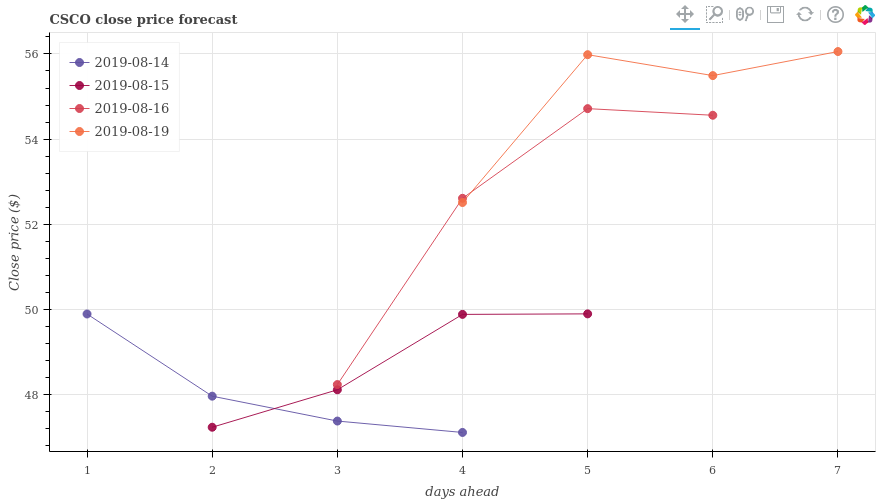 CSCO close price forecast
2019-08-14
2019-08-15
2019-08-16
2019-08-19
56
54
52
50
48
Close price ($)
1 2 3 4 5 6 7
days ahead